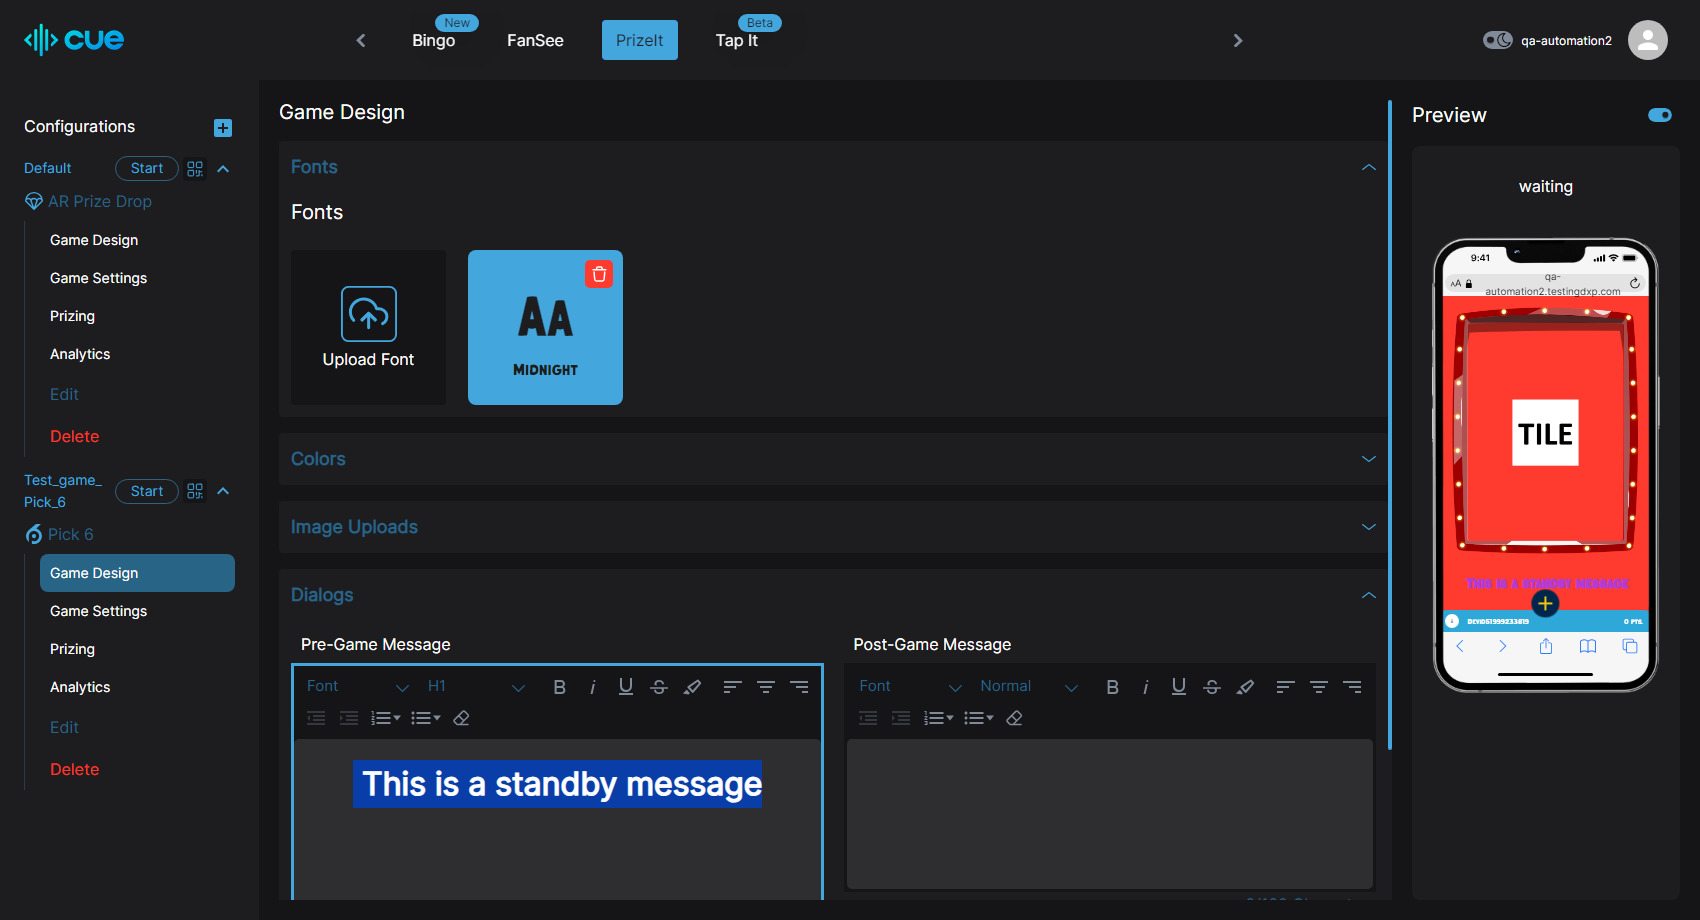 cue
New
Bingo
FanSee
PrizeIt
Beta
Tap It
qa-automation2
Configurations
Default
Start
AR Prize Drop
Game Design
Game Settings
Prizing
Analytics
Edit
Delete
Test_game_
Pick_6
Start
Pick 6
Game Design
Game Settings
Prizing
Analytics
Edit
Delete
Game Design
Fonts
Fonts
Upload Font
AA
MIDNIGHT
Colors
Image Uploads
Dialogs
Pre-Game Message
Font
H1
B
i
U
S
This is a standby message
Post-Game Message
Font
Normal
B
i
U
S
Preview
waiting
9:41
AA
qa-
automation2.testingdxp.com
TILE
THIS IS A STANDBY MESSAGE
0 PTS.